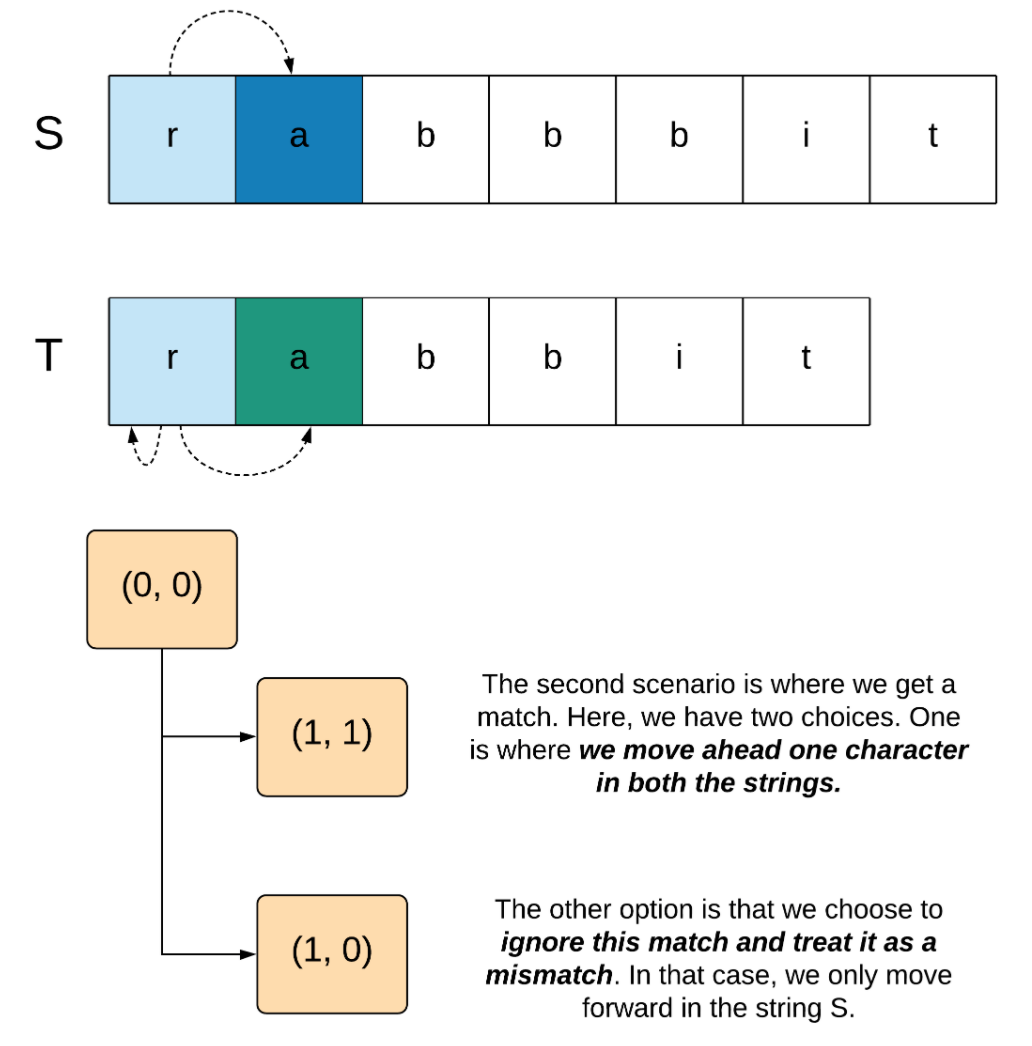 S r a b b b i t
T r a b b i t
(0, 0)
(1, 1)
The second scenario is where we get a
match. Here, we have two choices. One
is where we move ahead one character
in both the strings.
(1, 0)
The other option is that we choose to
ignore this match and treat it as a
mismatch. In that case, we only move
forward in the string S.